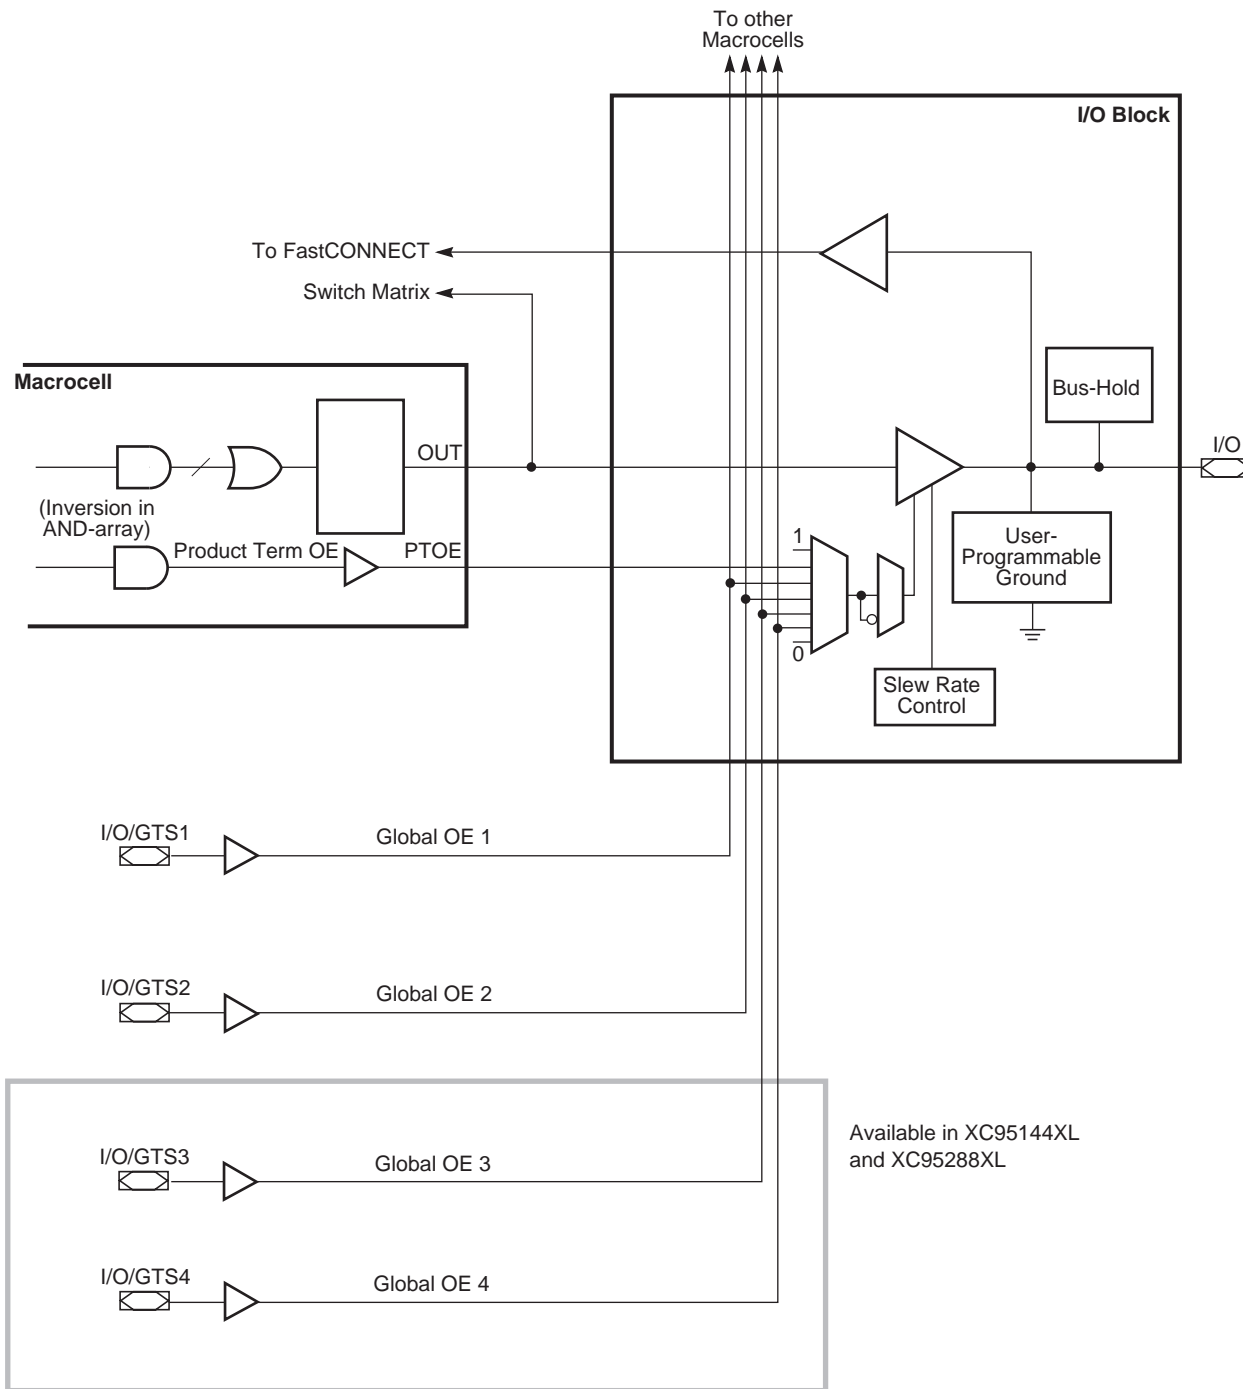 To other
Macrocells
I/O Block
To FastCONNECT
Switch Matrix
Macrocell
Bus-Hold
OUT
I/O
(Inversion in
AND-array)
Product Term OE
PTOE
1
User-
Programmable
Ground
0
Slew Rate
Control
I/O/GTS1
Global OE 1
I/O/GTS2
Global OE 2
I/O/GTS3
Global OE 3
Available in XC95144XL
and XC95288XL
I/O/GTS4
Global OE 4